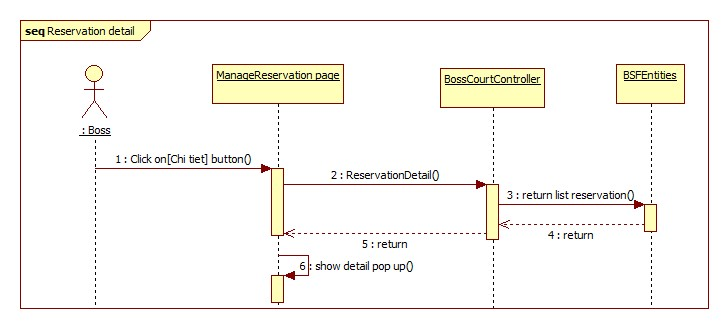 seq Reservation detail
ManageReservation page
BossCourtController
BSFEntities
: Boss
1 : Click on[Chi tiet] button()
2 : ReservationDetail()
3 : return list reservation()
4 : return
5 : return
6 : show detail pop up()